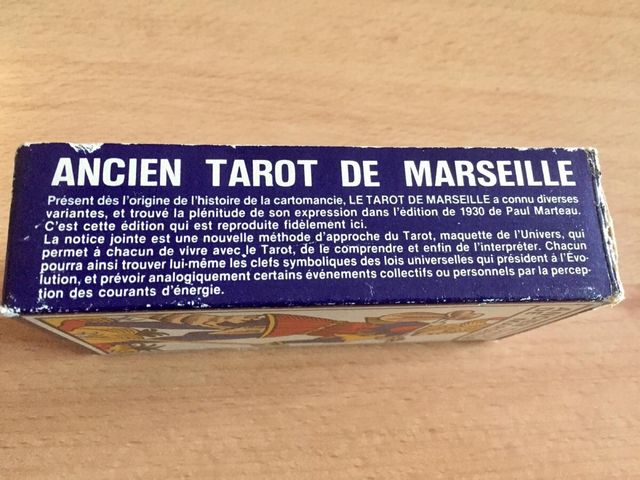 ANCIEN TAROT DE MARSEILLE
Présent dès l'origine de l'histoire de la cartomancie, LE TAROT DE MARSEILLE a connu diverses
variantes, et trouvé la plénitude de son expression dans l'édition de 1930 de Paul Marteau.
C'est cette édition qui est reproduite fidèlement ici.
La notice jointe est une nouvelle méthode d'approche du Tarot, maquette de l'Univers, qui
permet à chacun de vivre avec le Tarot, de le comprendre et enfin de l'interpréter. Chacun
pourra ainsi trouver lui-même les clefs symboliques des lois universelles qui président à l'Évo-
lution, et prévoir analogiquement certains événements collectifs ou personnels par la percep-
tion des courants d'énergie.